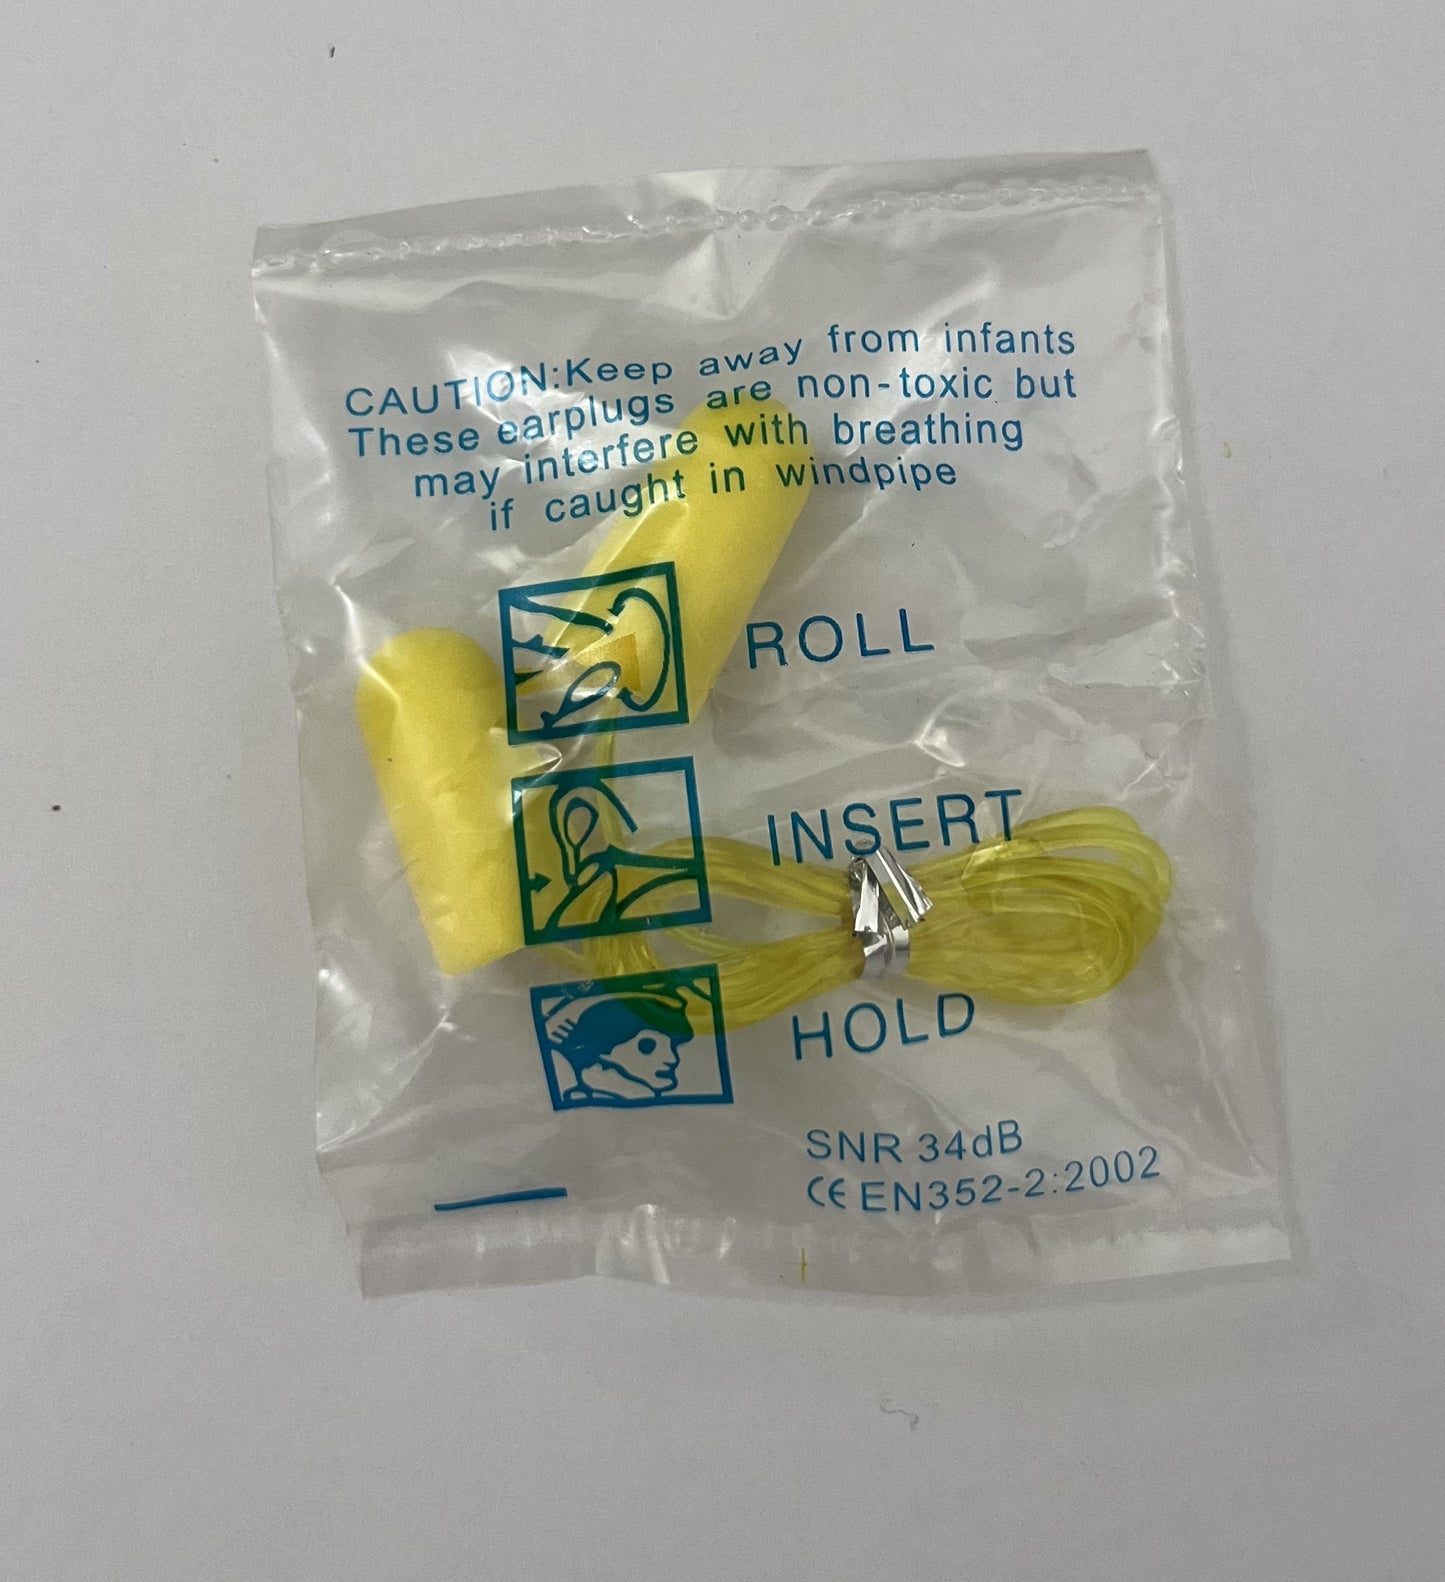 CAUTION:Keep away from infants
These earplugs are non-toxic but
may interfere with breathing
if caught in windpipe
ROLL
INSERT
HOLD
SNR 34dB
CE EN352-2:2002